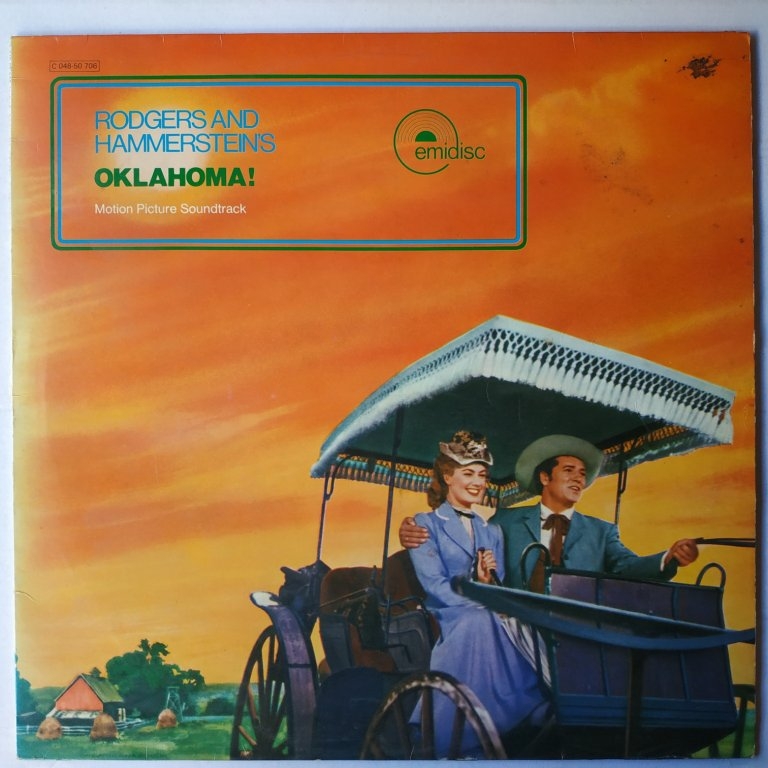 C 048-50 706
RODGERS AND
HAMMERSTEIN'S
OKLAHOMA!
Motion Picture Soundtrack
emidisc